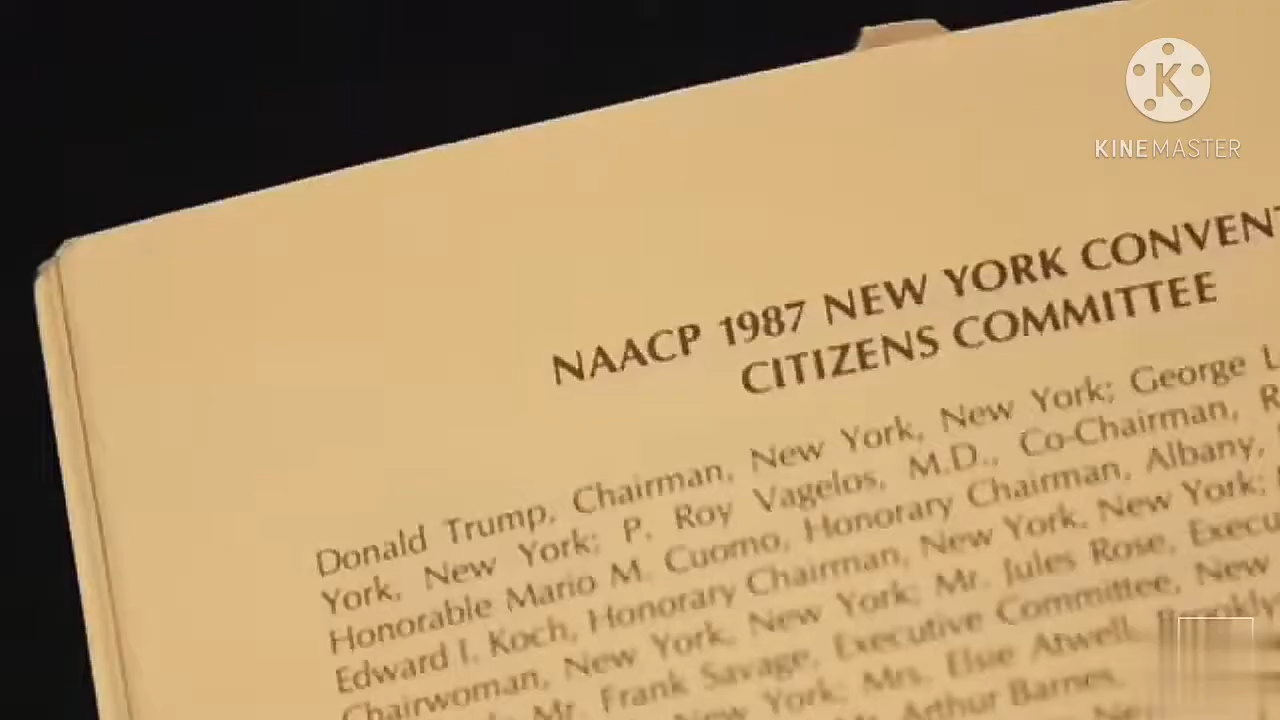 KINEMASTER
NAACP 1987 NEW YORK CONVENT
CITIZENS COMMITTEE
Donald Trump, Chairman, New York, New York; George L
York, New York; P. Roy Vagelos, M.D., Co-Chairman, R
Honorable Mario M. Cuomo, Honorary Chairman, Albany,
Edward I. Koch, Honorary Chairman, New York, New York;
Chairwoman, New York, New York; Mr. Jules Rose, Execu
Mr. Frank Savage, Executive Committee, New
New York; Mrs. Elsie Atwell, Brookly
Arthur Barnes,